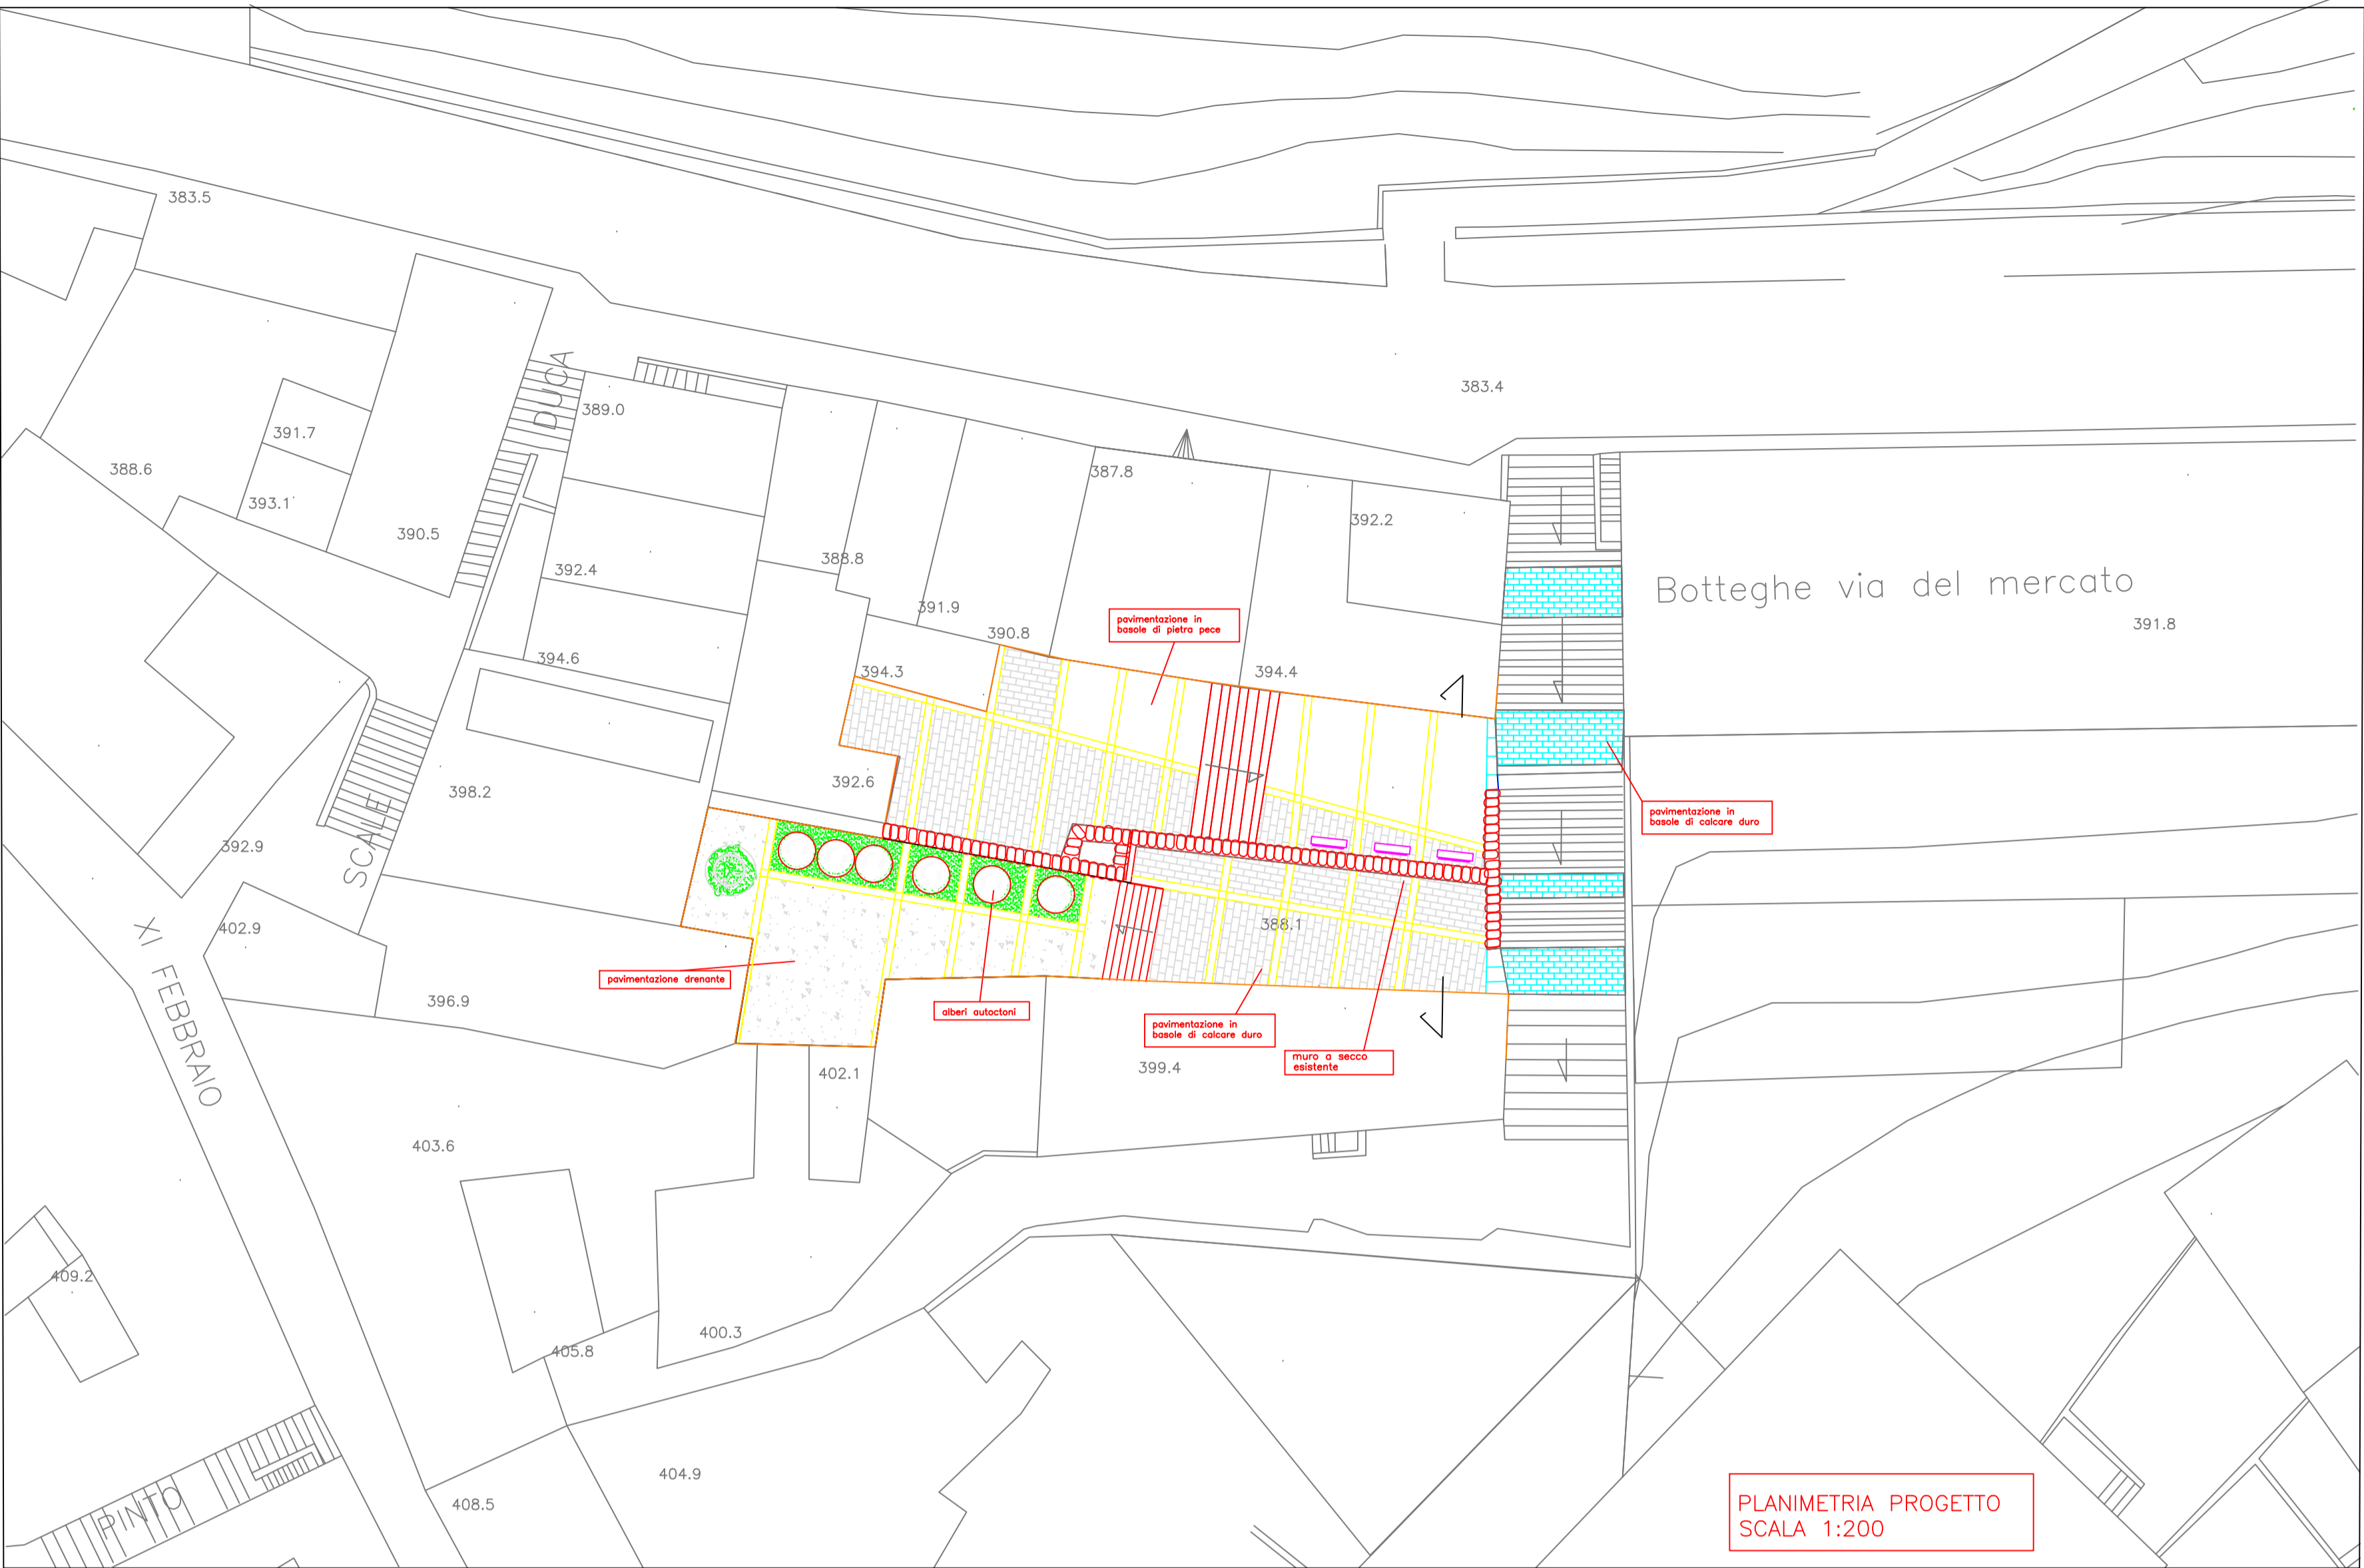 383.5
383.4
DUCA
389.0
391.7
388.6
387.8
393.1
392.2
390.5
388.8
392.4
Botteghe via del mercato
391.9
391.8
pavimentazione in
basole di pietra pece
390.8
394.6
394.3
394.4
392.6
398.2
pavimentazione in
basole di calcare duro
SCALE
392.9
402.9
388.1
XI FEBBRAIO
pavimentazione drenante
396.9
alberi autoctoni
pavimentazione in
basole di calcare duro
muro a secco
esistente
402.1
399.4
403.6
409.2
400.3
405.8
404.9
408.5
PINTO
PLANIMETRIA PROGETTO
SCALA 1:200